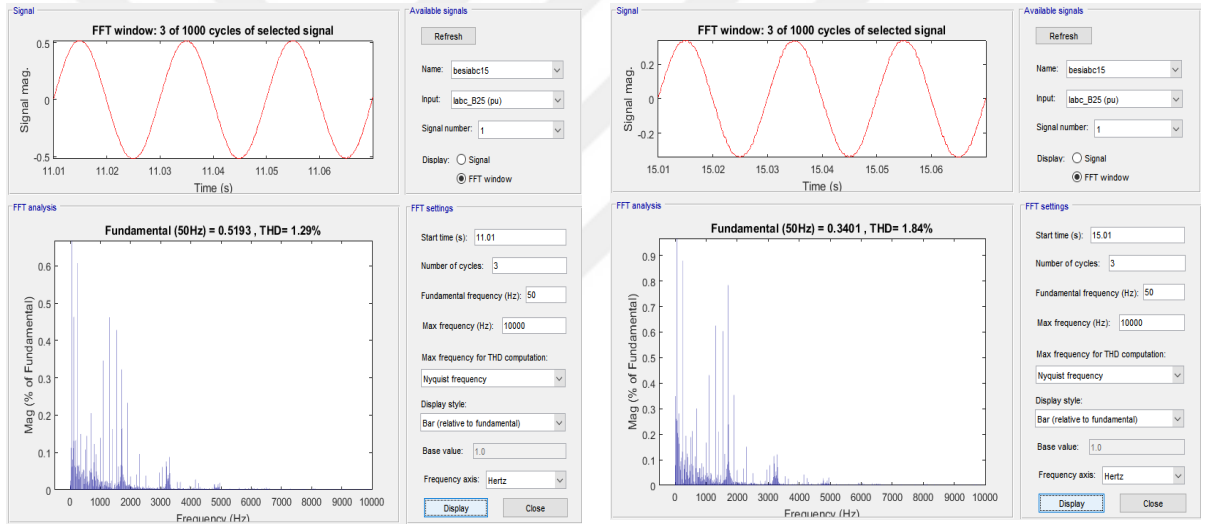 Signal
FFT window: 3 of 1000 cycles of selected signal
Signal mag.
0.5
0
-0.5
11.01 11.02 11.03 11.04 11.05 11.06
Time (s)
Available signals
Refresh
Name: besiabc15
Input: Iabc_B25 (pu)
Signal number: 1
Display: Signal
FFT window
FFT analysis
Fundamental (50Hz) = 0.5193 , THD= 1.29%
Mag (% of Fundamental)
0.6
0.5
0.4
0.3
0.2
0.1
0
0 1000 2000 3000 4000 5000 6000 7000 8000 9000 10000
Frequency (Hz)
FFT settings
Start time (s): 11.01
Number of cycles: 3
Fundamental frequency (Hz): 50
Max frequency (Hz): 10000
Max frequency for THD computation:
Nyquist frequency
Display style:
Bar (relative to fundamental)
Base value: 1.0
Frequency axis: Hertz
Display Close
Signal
FFT window: 3 of 1000 cycles of selected signal
Signal mag.
0.2
0
-0.2
15.01 15.02 15.03 15.04 15.05 15.06
Time (s)
Available signals
Refresh
Name: besiabc15
Input: Iabc_B25 (pu)
Signal number: 1
Display: Signal
FFT window
FFT analysis
Fundamental (50Hz) = 0.3401 , THD= 1.84%
Mag (% of Fundamental)
0.9
0.8
0.7
0.6
0.5
0.4
0.3
0.2
0.1
0
0 1000 2000 3000 4000 5000 6000 7000 8000 9000 10000
Frequency (Hz)
FFT settings
Start time (s): 15.01
Number of cycles: 3
Fundamental frequency (Hz): 50
Max frequency (Hz): 10000
Max frequency for THD computation:
Nyquist frequency
Display style:
Bar (relative to fundamental)
Base value: 1.0
Frequency axis: Hertz
Display Close